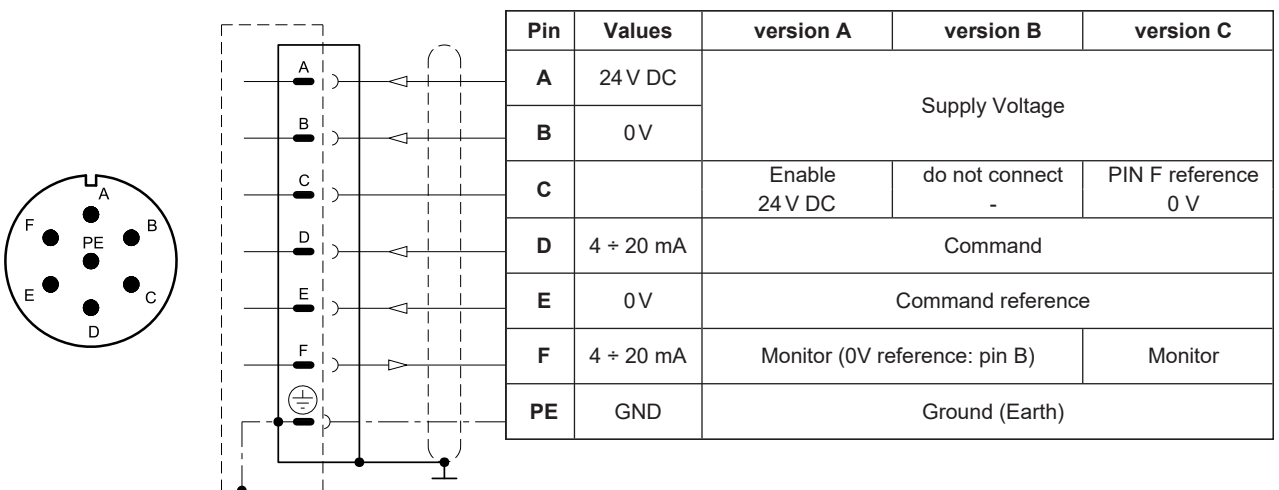 A
B
C
D
E
F
PE
A
B
C
D
E
F
Pin Values version A version B version C
A 24 V DC Supply Voltage
B 0 V
C Enable do not connect PIN F reference
24 V DC - 0 V
D 4 ÷ 20 mA Command
E 0 V Command reference
F 4 ÷ 20 mA Monitor (0V reference: pin B) Monitor
PE GND Ground (Earth)